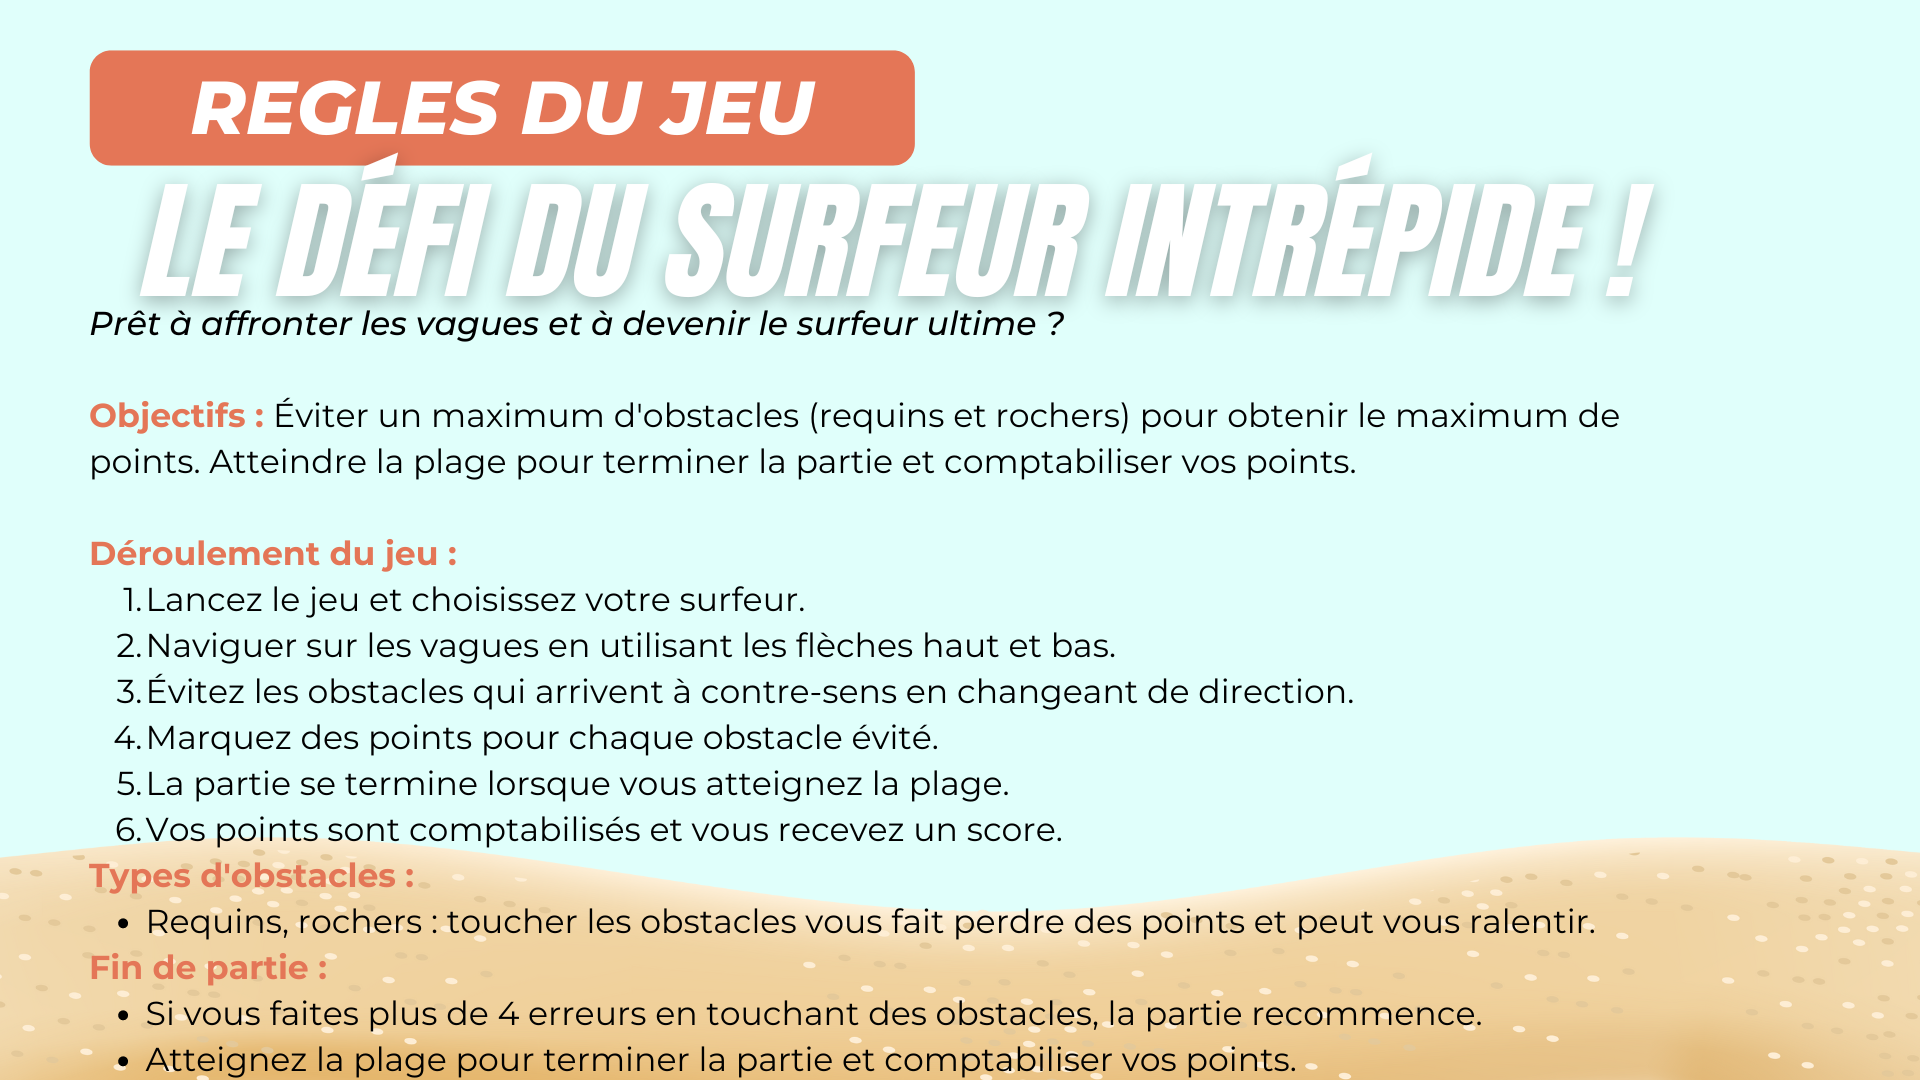 REGLES DU JEU
LE DÉFI DU SURFEUR INTRÉPIDE !
Prêt à affronter les vagues et à devenir le surfeur ultime ?
Objectifs : Éviter un maximum d'obstacles (requins et rochers) pour obtenir le maximum de
points. Atteindre la plage pour terminer la partie et comptabiliser vos points.
Déroulement du jeu :
1. Lancez le jeu et choisissez votre surfeur.
2. Naviguer sur les vagues en utilisant les flèches haut et bas.
3. Évitez les obstacles qui arrivent à contre-sens en changeant de direction.
4. Marquez des points pour chaque obstacle évité.
5. La partie se termine lorsque vous atteignez la plage.
6. Vos points sont comptabilisés et vous recevez un score.
Types d'obstacles :
• Requins, rochers : toucher les obstacles vous fait perdre des points et peut vous ralentir.
Fin de partie :
• Si vous faites plus de 4 erreurs en touchant des obstacles, la partie recommence.
• Atteignez la plage pour terminer la partie et comptabiliser vos points.